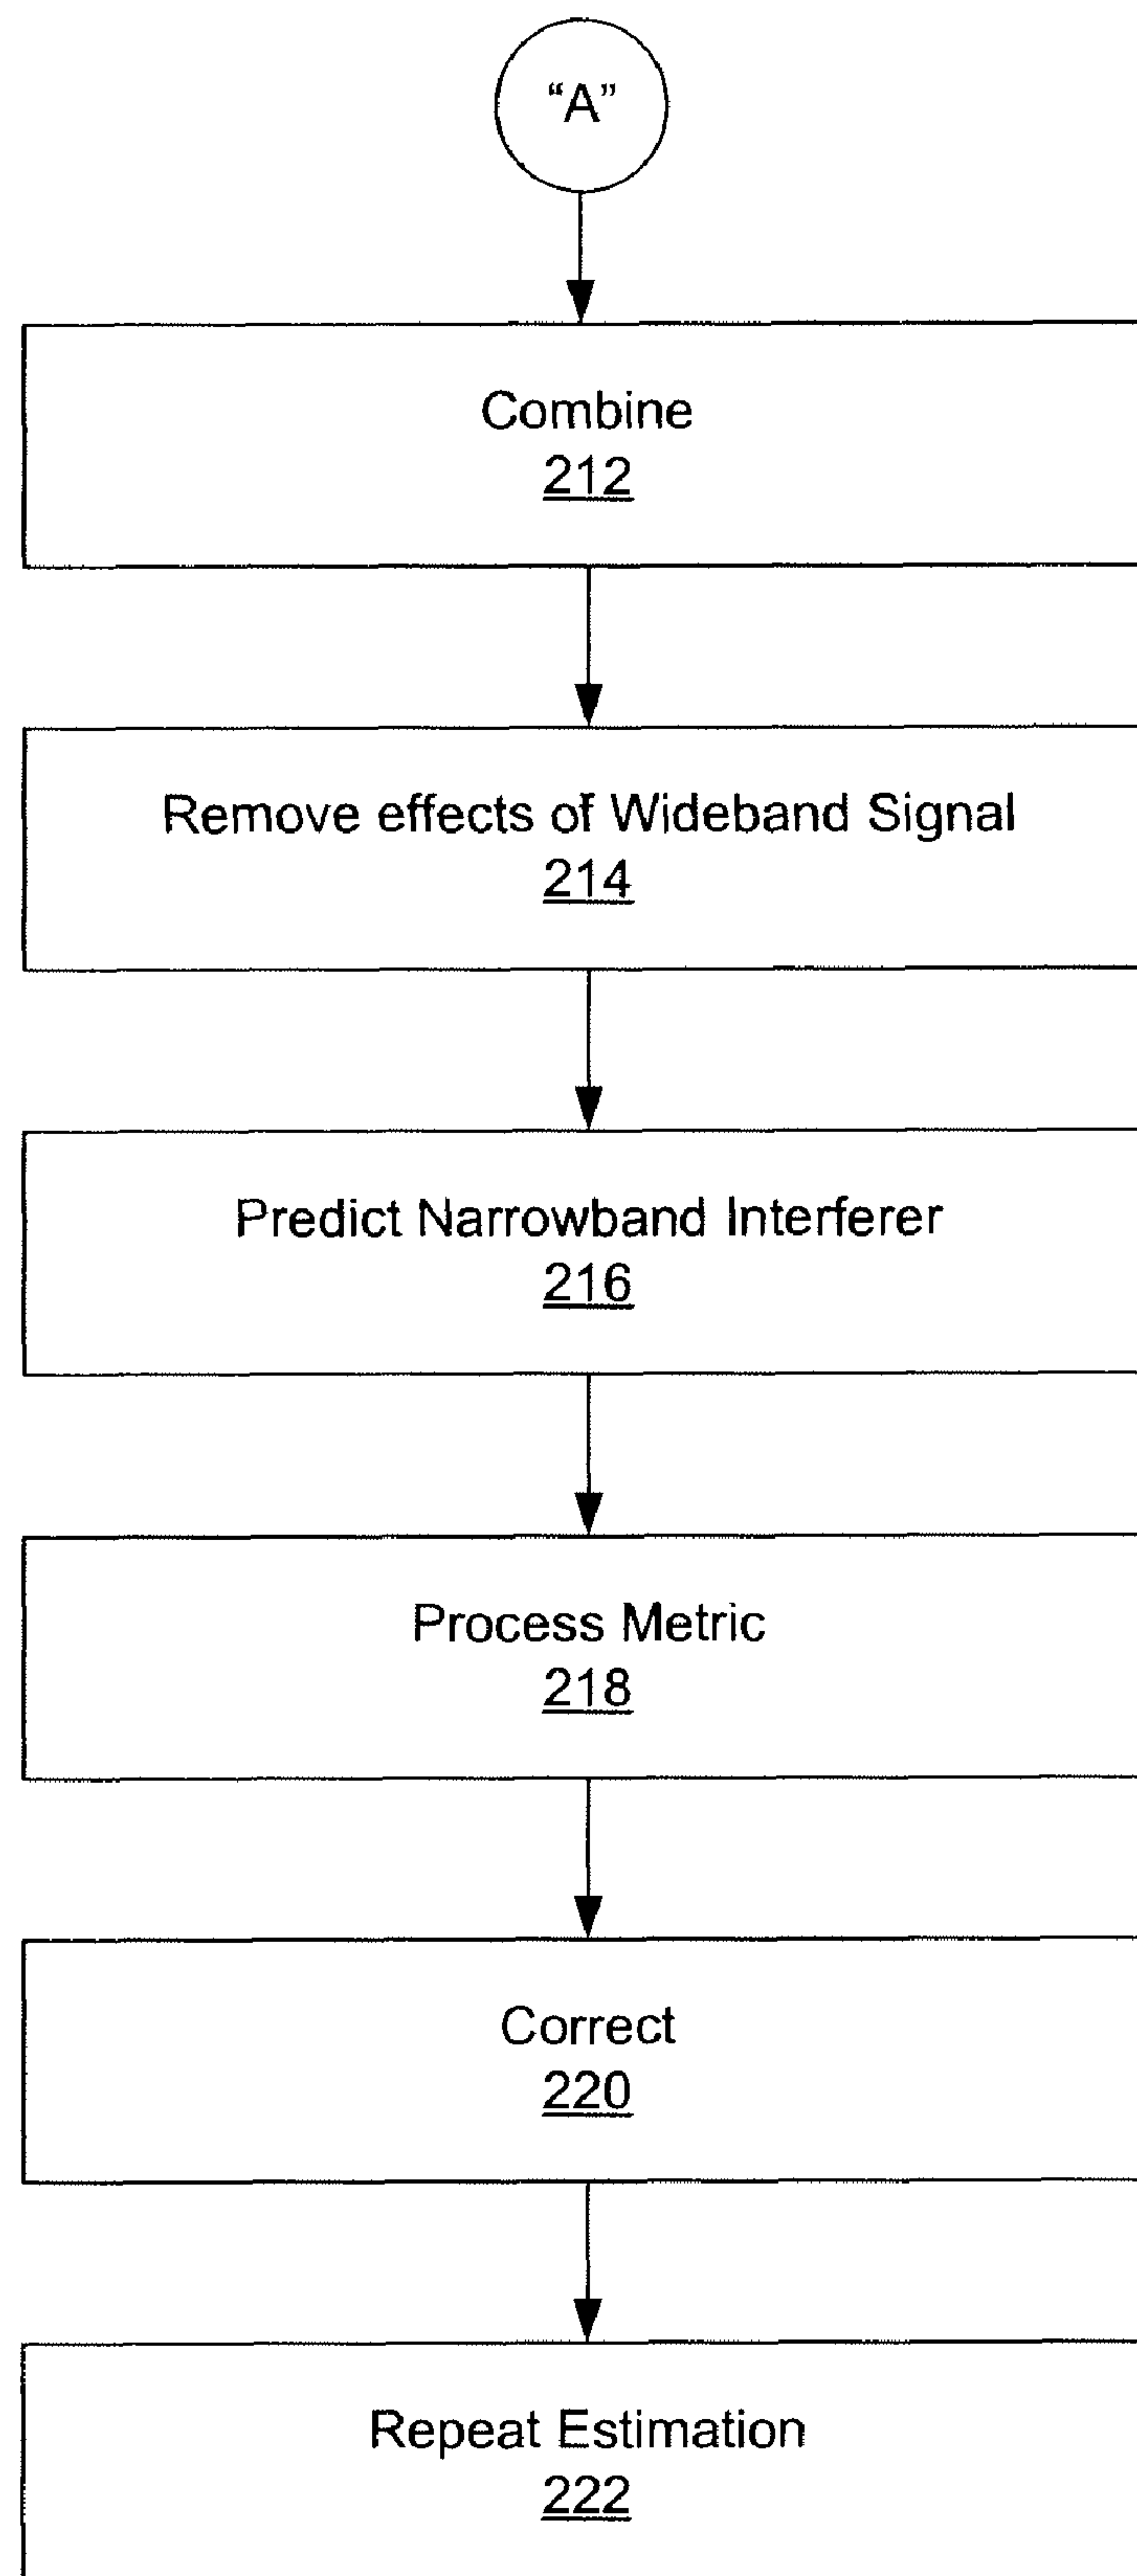 “A”
Combine
212
Remove effects of Wideband Signal
214
Predict Narrowband Interferer
216
Process Metric
218
Correct
220
Repeat Estimation
222